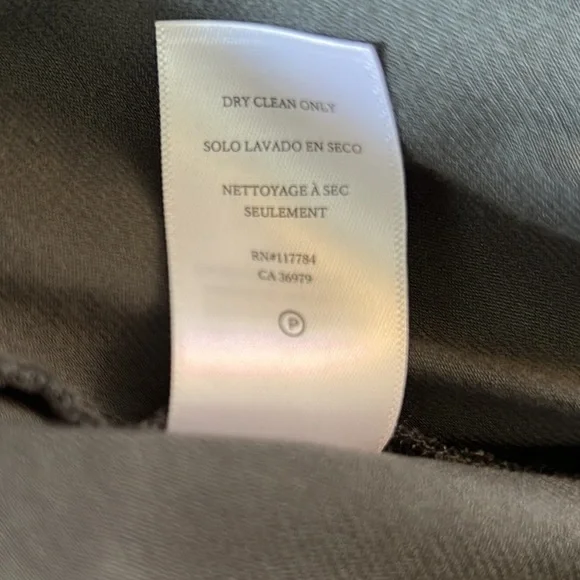 DRY CLEAN ONLY
SOLO LAVADO EN SECO
NETTOYAGE À SEC
SEULEMENT
RN#117784
CA 36979
P